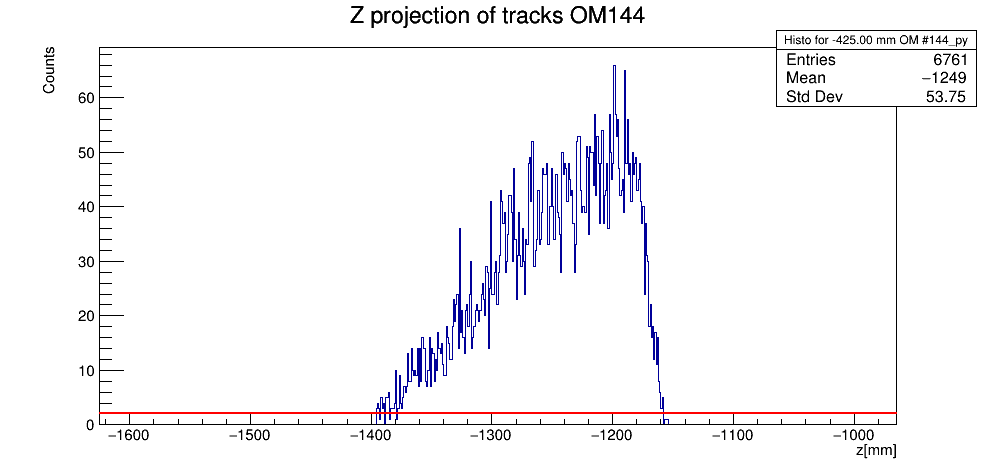 Z projection of tracks OM144
Histo for -425.00 mm OM #144_py
Entries 6761
Mean −1249
Std Dev 53.75
Counts
60
50
40
30
20
10
0
−1600 −1500 −1400 −1300 −1200 −1100 −1000
z[mm]